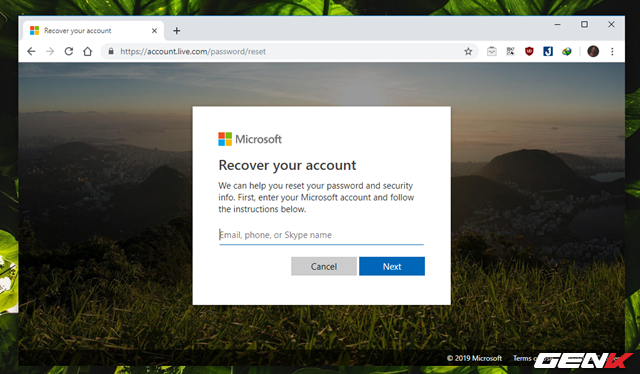 Recover your account
https://account.live.com/password/reset
Microsoft
Recover your account
We can help you reset your password and security
info. First, enter your Microsoft account and follow
the instructions below.
Email, phone, or Skype name
Cancel
Next
© 2019 Microsoft
Terms of
GENK